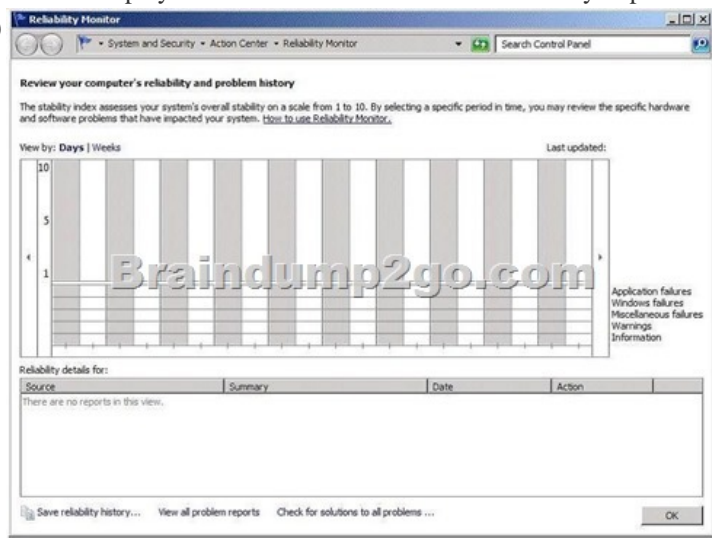 Reliability Monitor
System and Security • Action Center • Reliability Monitor
Search Control Panel
Review your computer's reliability and problem history
The stability index assesses your system's overall stability on a scale from 1 to 10. By selecting a specific period in time, you may review the specific hardware
and software problems that have impacted your system. How to use Reliability Monitor.
View by: Days | Weeks
Last updated:
10
5
1
Braindump2go.com
Application failures
Windows failures
Miscellaneous failures
Warnings
Information
Reliability details for:
Source Summary Date Action
There are no reports in this view.
Save reliability history... View all problem reports Check for solutions to all problems ...
OK